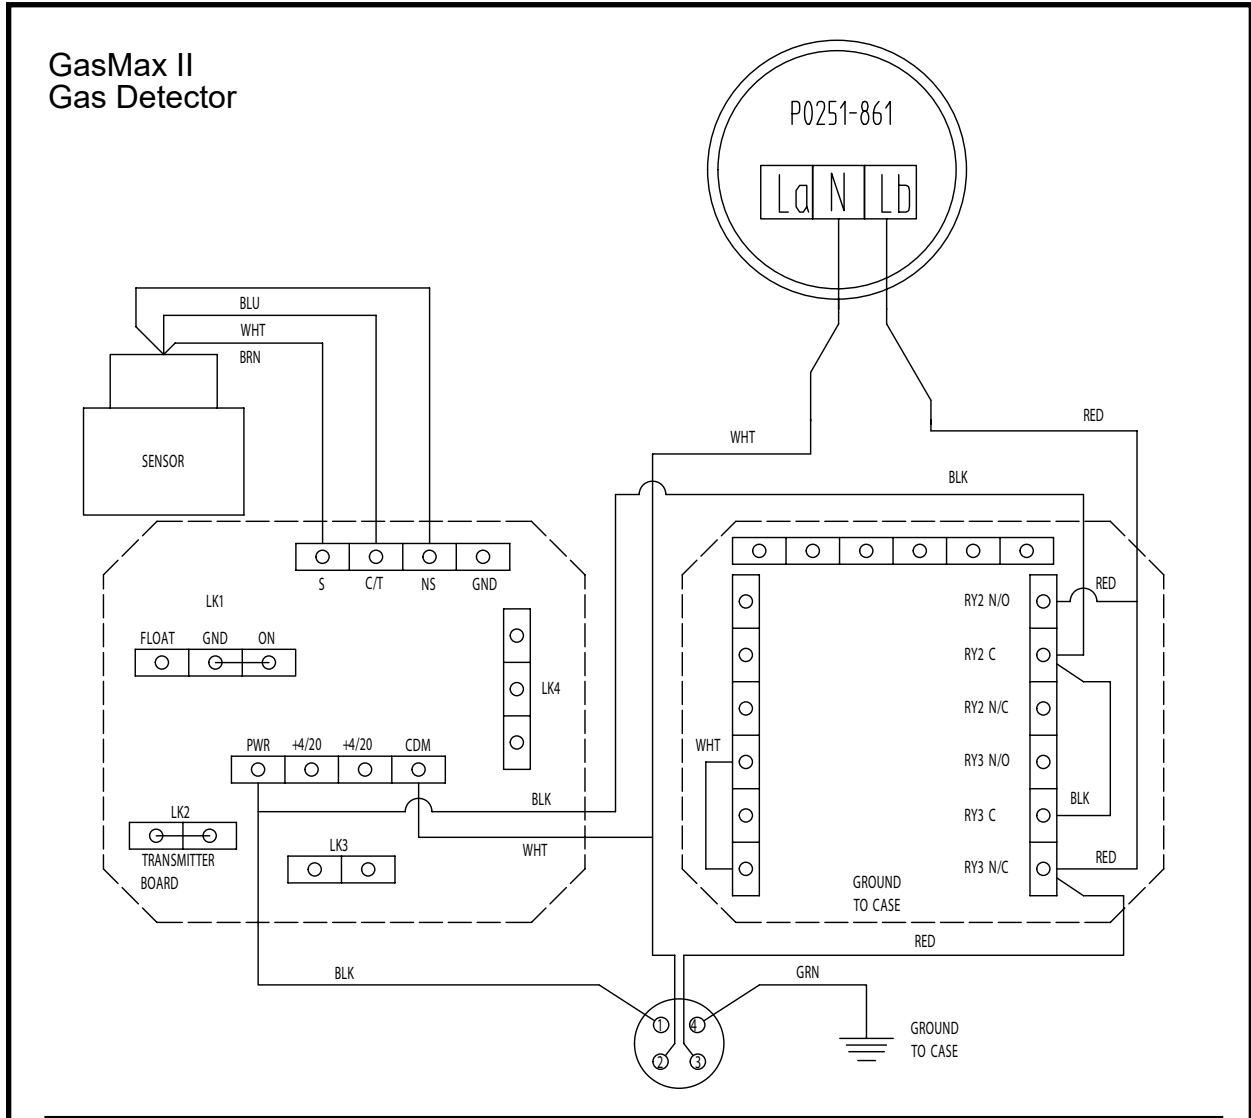 GasMax II
Gas Detector
P0251-861
La N Lb
BLU
WHT
BRN
SENSOR
RED
WHT
BLK
S C/T NS GND
LK1
FLOAT GND ON
LK4
PWR +4/20 +4/20 CDM
BLK
WHT
LK2
TRANSMITTER
BOARD
LK3
RY2 N/O
RED
RY2 C
RY2 N/C
WHT
RY3 N/O
BLK
RY3 C
RED
RY3 N/C
GROUND
TO CASE
RED
BLK
GRN
1 4
2 3
GROUND
TO CASE